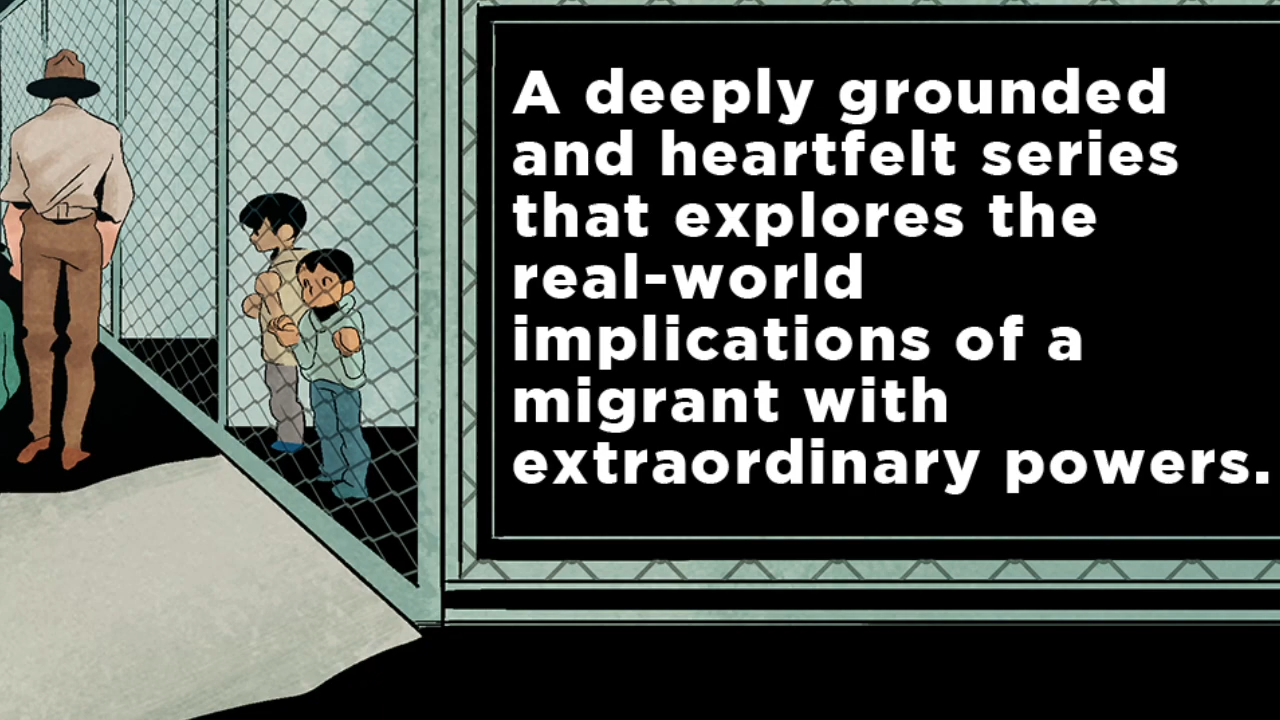 A deeply grounded
and heartfelt series
that explores the
real-world
implications of a
migrant with
extraordinary powers.